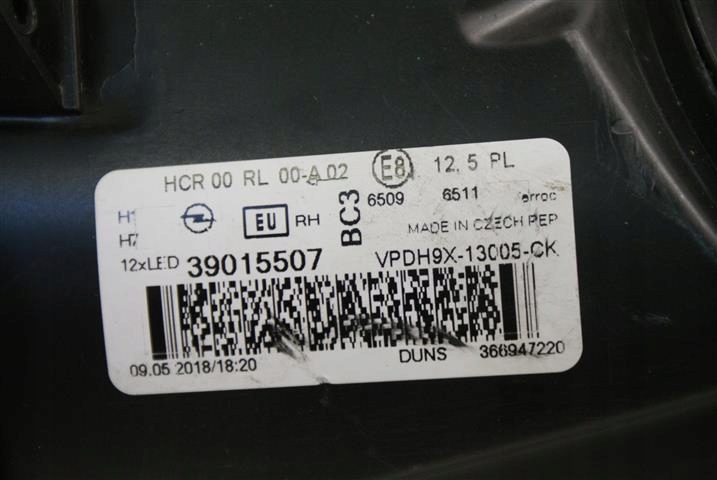 HCR 00 RL 00-A 02 E8 12,5 PL
EU RH BC3 6509 6511
MADE IN CZECH REP
12xLED 39015507 VPDH9X-13005-CK
09.05 2018/18:20 DUNS 366947220